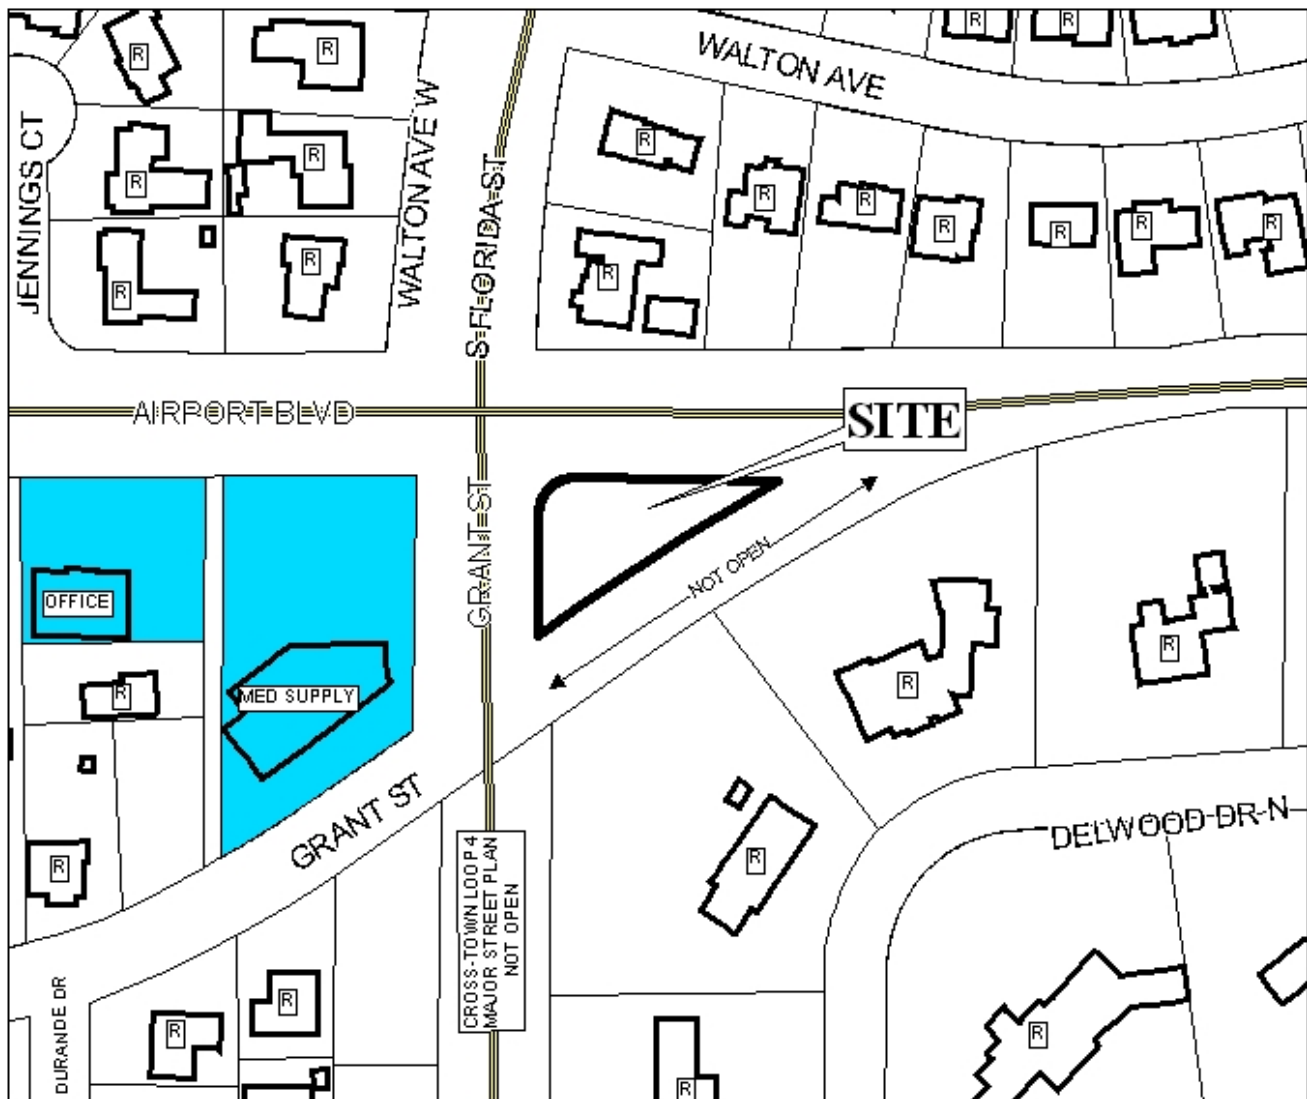 R
R
R
R
WALTON AVE
JENNINGS CT
R
R
WALTON AVE W
S FLORIDA ST
R
R
R
R
R
R
R
R
R
R
AIRPORT BLVD
SITE
GRANT ST
NOT OPEN
OFFICE
MED SUPPLY
R
R
R
R
R
GRANT ST
CROSS-TOWN LOOP 4
MAJOR STREET PLAN
NOT OPEN
DELWOOD DR N
DURANDE DR
R
R
R
R